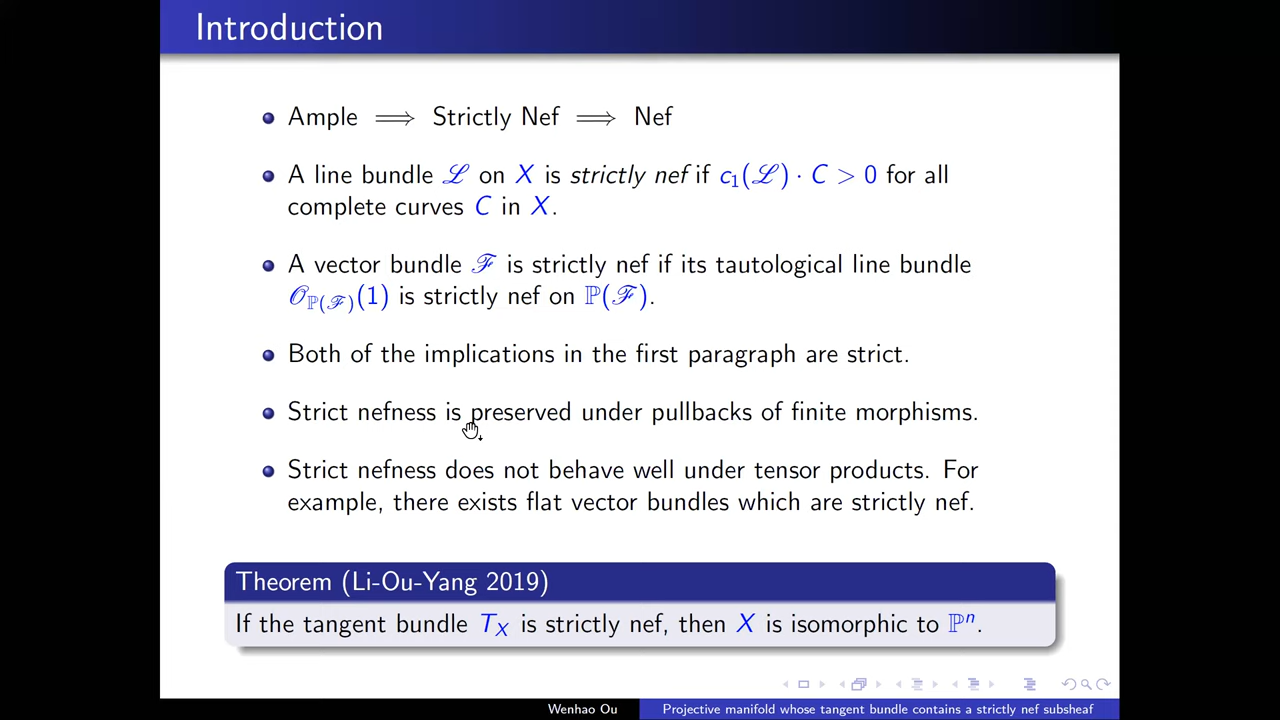 Introduction
Ample ⟹ Strictly Nef ⟹ Nef
A line bundle ℒ on X is strictly nef if c₁(ℒ) · C > 0 for all
complete curves C in X.
A vector bundle ℱ is strictly nef if its tautological line bundle
𝒪_ℙ(ℱ)(1) is strictly nef on ℙ(ℱ).
Both of the implications in the first paragraph are strict.
Strict nefness is preserved under pullbacks of finite morphisms.
Strict nefness does not behave well under tensor products. For
example, there exists flat vector bundles which are strictly nef.
Theorem (Li-Ou-Yang 2019)
If the tangent bundle T_X is strictly nef, then X is isomorphic to ℙⁿ.
Wenhao Ou
Projective manifold whose tangent bundle contains a strictly nef subsheaf